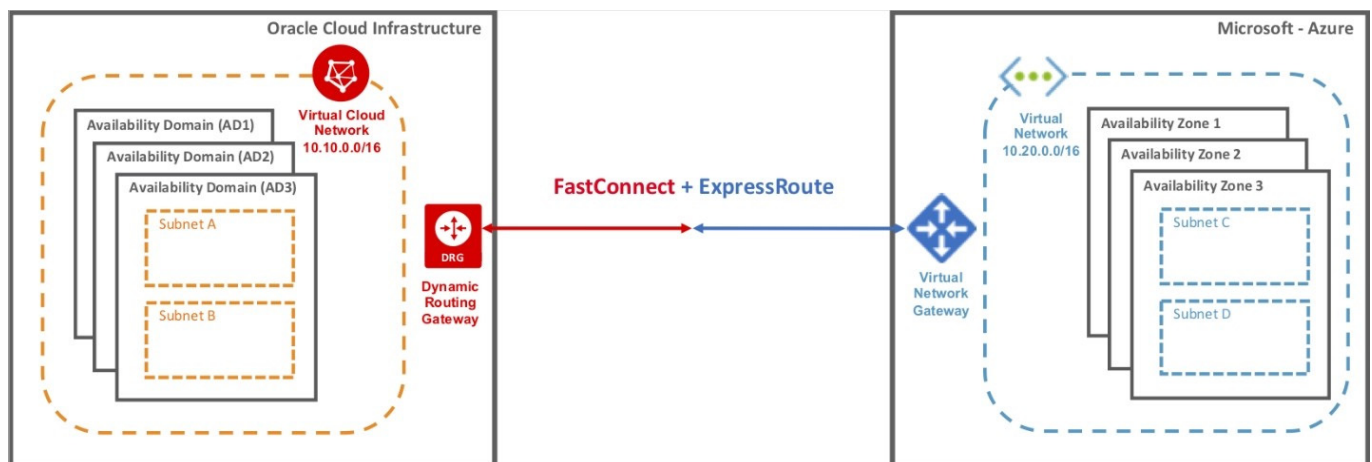 Oracle Cloud Infrastructure
Virtual Cloud
Network
10.10.0.0/16
Availability Domain (AD1)
Availability Domain (AD2)
Availability Domain (AD3)
Subnet A
Subnet B
DRG
Dynamic
Routing
Gateway
FastConnect + ExpressRoute
Microsoft - Azure
Virtual
Network
10.20.0.0/16
Virtual
Network
Gateway
Availability Zone 1
Availability Zone 2
Availability Zone 3
Subnet C
Subnet D